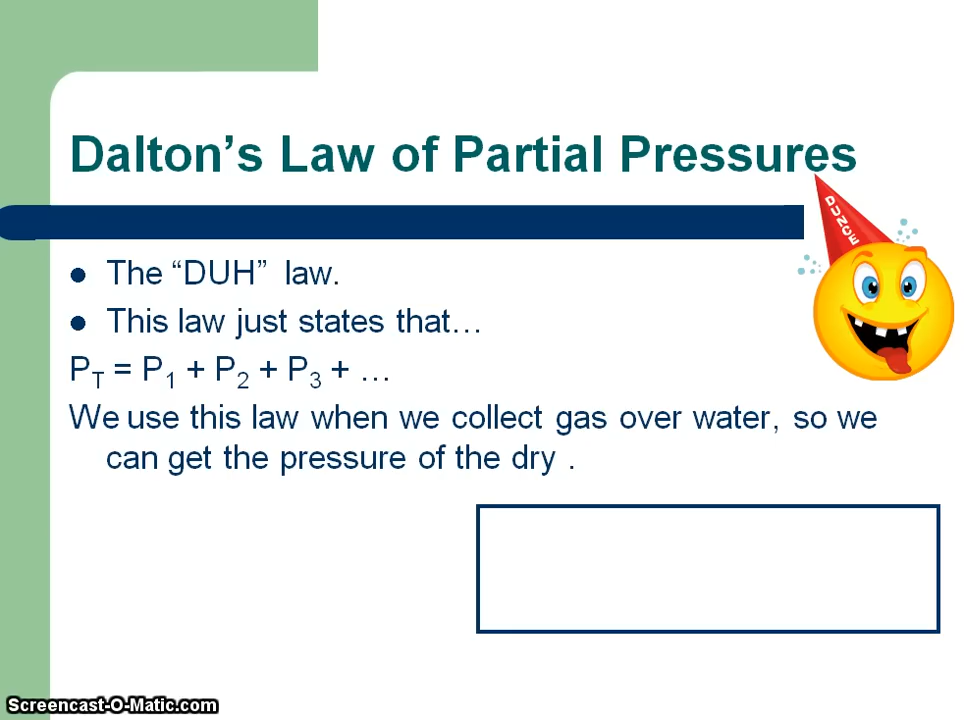 Dalton’s Law of Partial Pressures
DUNCE
● The “DUH” law.
● This law just states that…
P_T = P_1 + P_2 + P_3 + …
We use this law when we collect gas over water, so we
can get the pressure of the dry .
Screencast-O-Matic.com